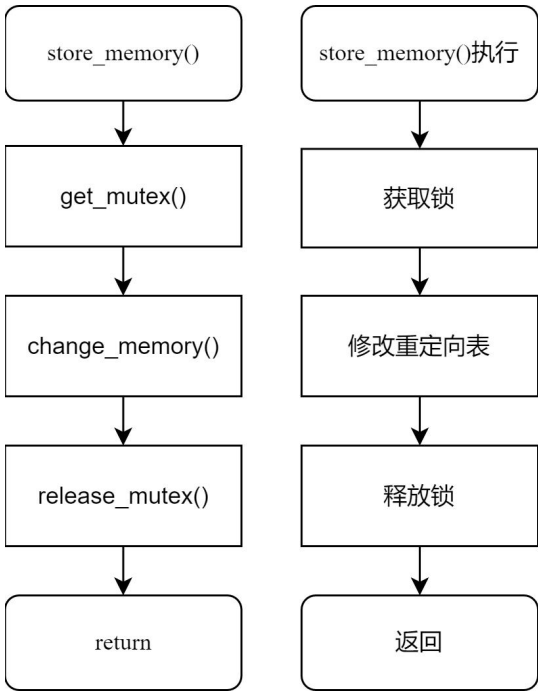 store_memory()
get_mutex()
change_memory()
release_mutex()
return
store_memory()执行
获取锁
修改重定向表
释放锁
返回